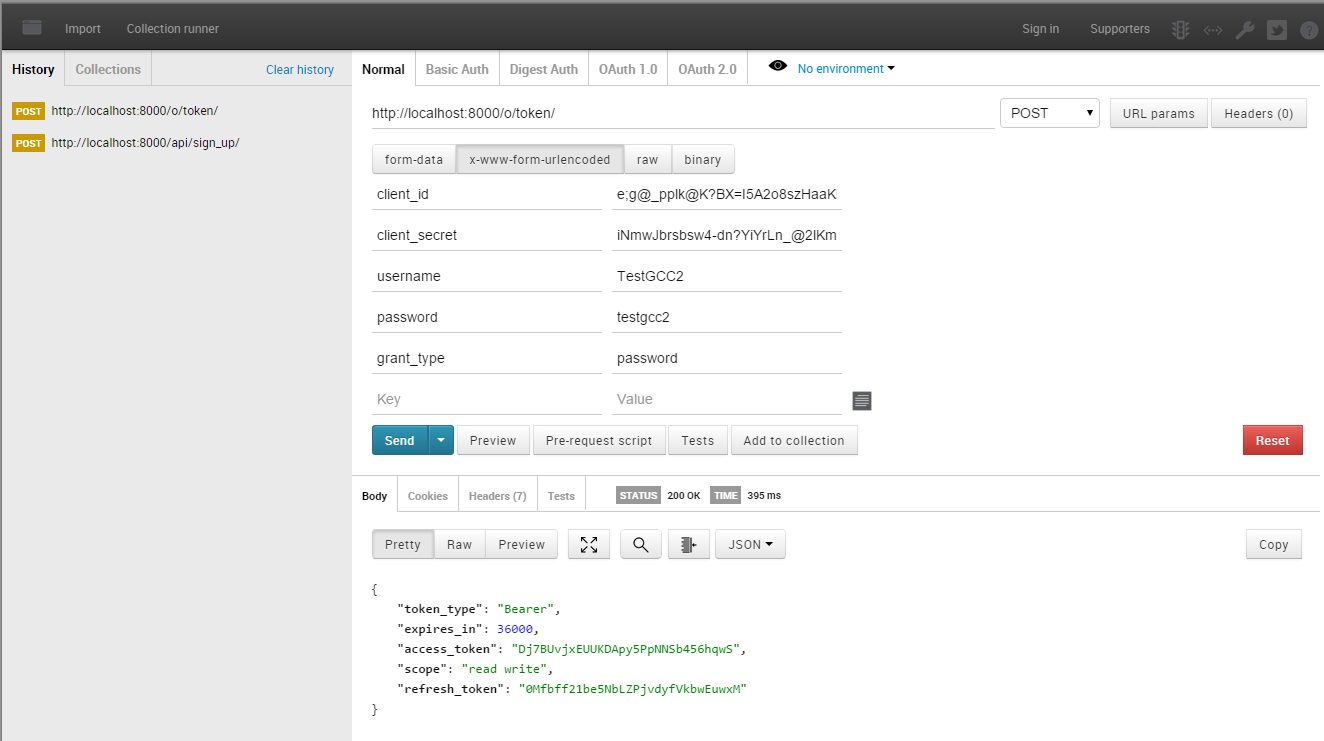 Import Collection runner Sign in Supporters
History Collections Clear history
POST http://localhost:8000/o/token/
POST http://localhost:8000/api/sign_up/
Normal Basic Auth Digest Auth OAuth 1.0 OAuth 2.0 No environment
http://localhost:8000/o/token/ POST URL params Headers (0)
form-data x-www-form-urlencoded raw binary
client_id e;g@_pplk@K?BX=I5A2o8szHaaK
client_secret iNmwJbrsbsw4-dn?YiYrLn_@2IKm
username TestGCC2
password testgcc2
grant_type password
Key Value
Send Preview Pre-request script Tests Add to collection Reset
Body Cookies Headers (7) Tests STATUS 200 OK TIME 395 ms
Pretty Raw Preview JSON Copy
{
"token_type": "Bearer",
"expires_in": 36000,
"access_token": "Dj7BUvjxEUUKDApy5PpNNSb456hqwS",
"scope": "read write",
"refresh_token": "0Mfbff21be5NbLZPjvdyfVkbwEuwxM"
}